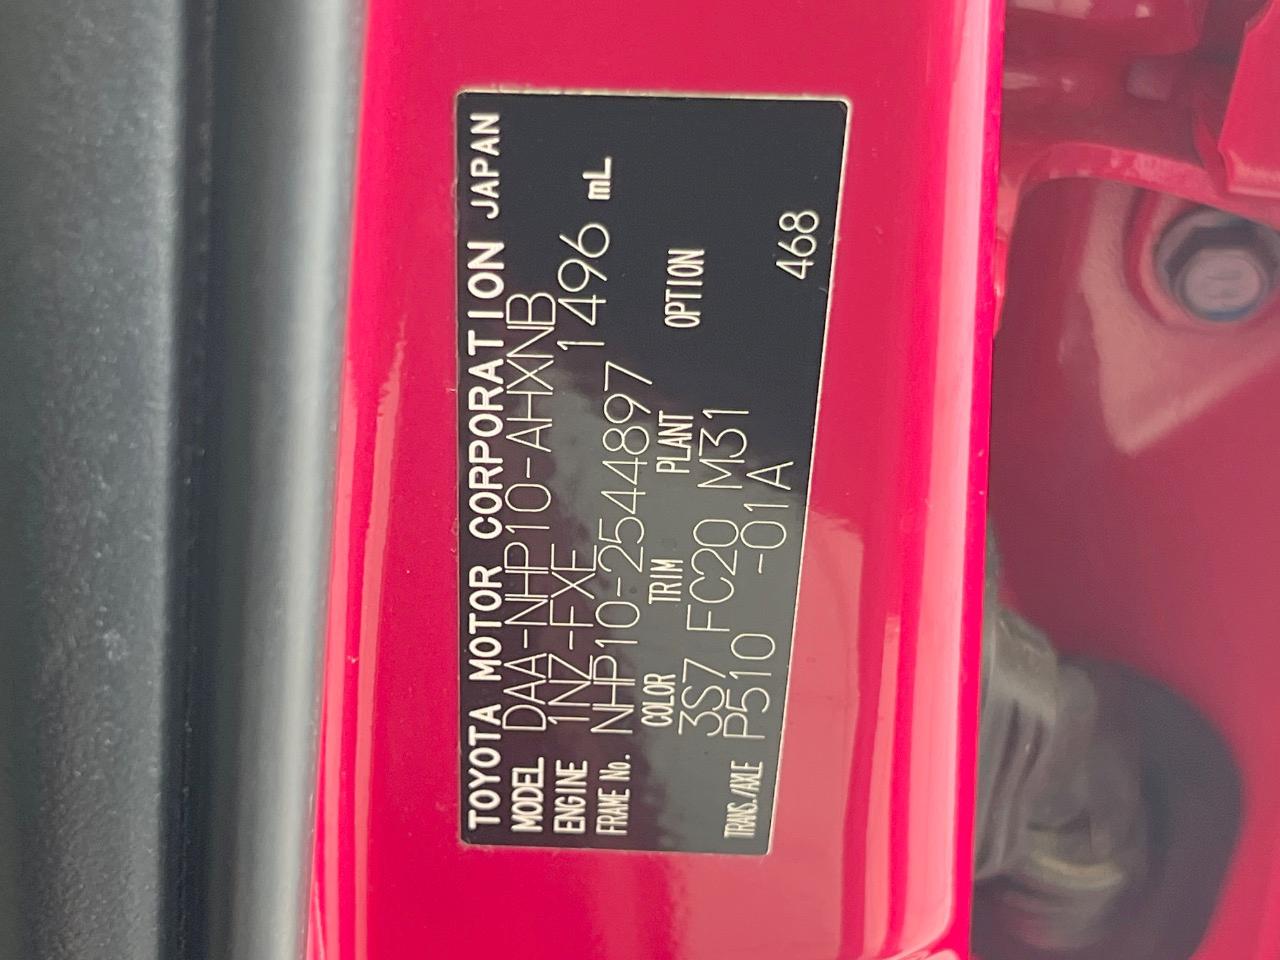 TOYOTA MOTOR CORPORATION JAPAN
MODEL DAA-NHP10-AHXNB
ENGINE 1NZ-FXE 1496 mL
FRAME No. NHP10-2544897
COLOR TRIM PLANT OPTION
3S7 FC20 M31
TRANS./AXLE P510 -01A 468